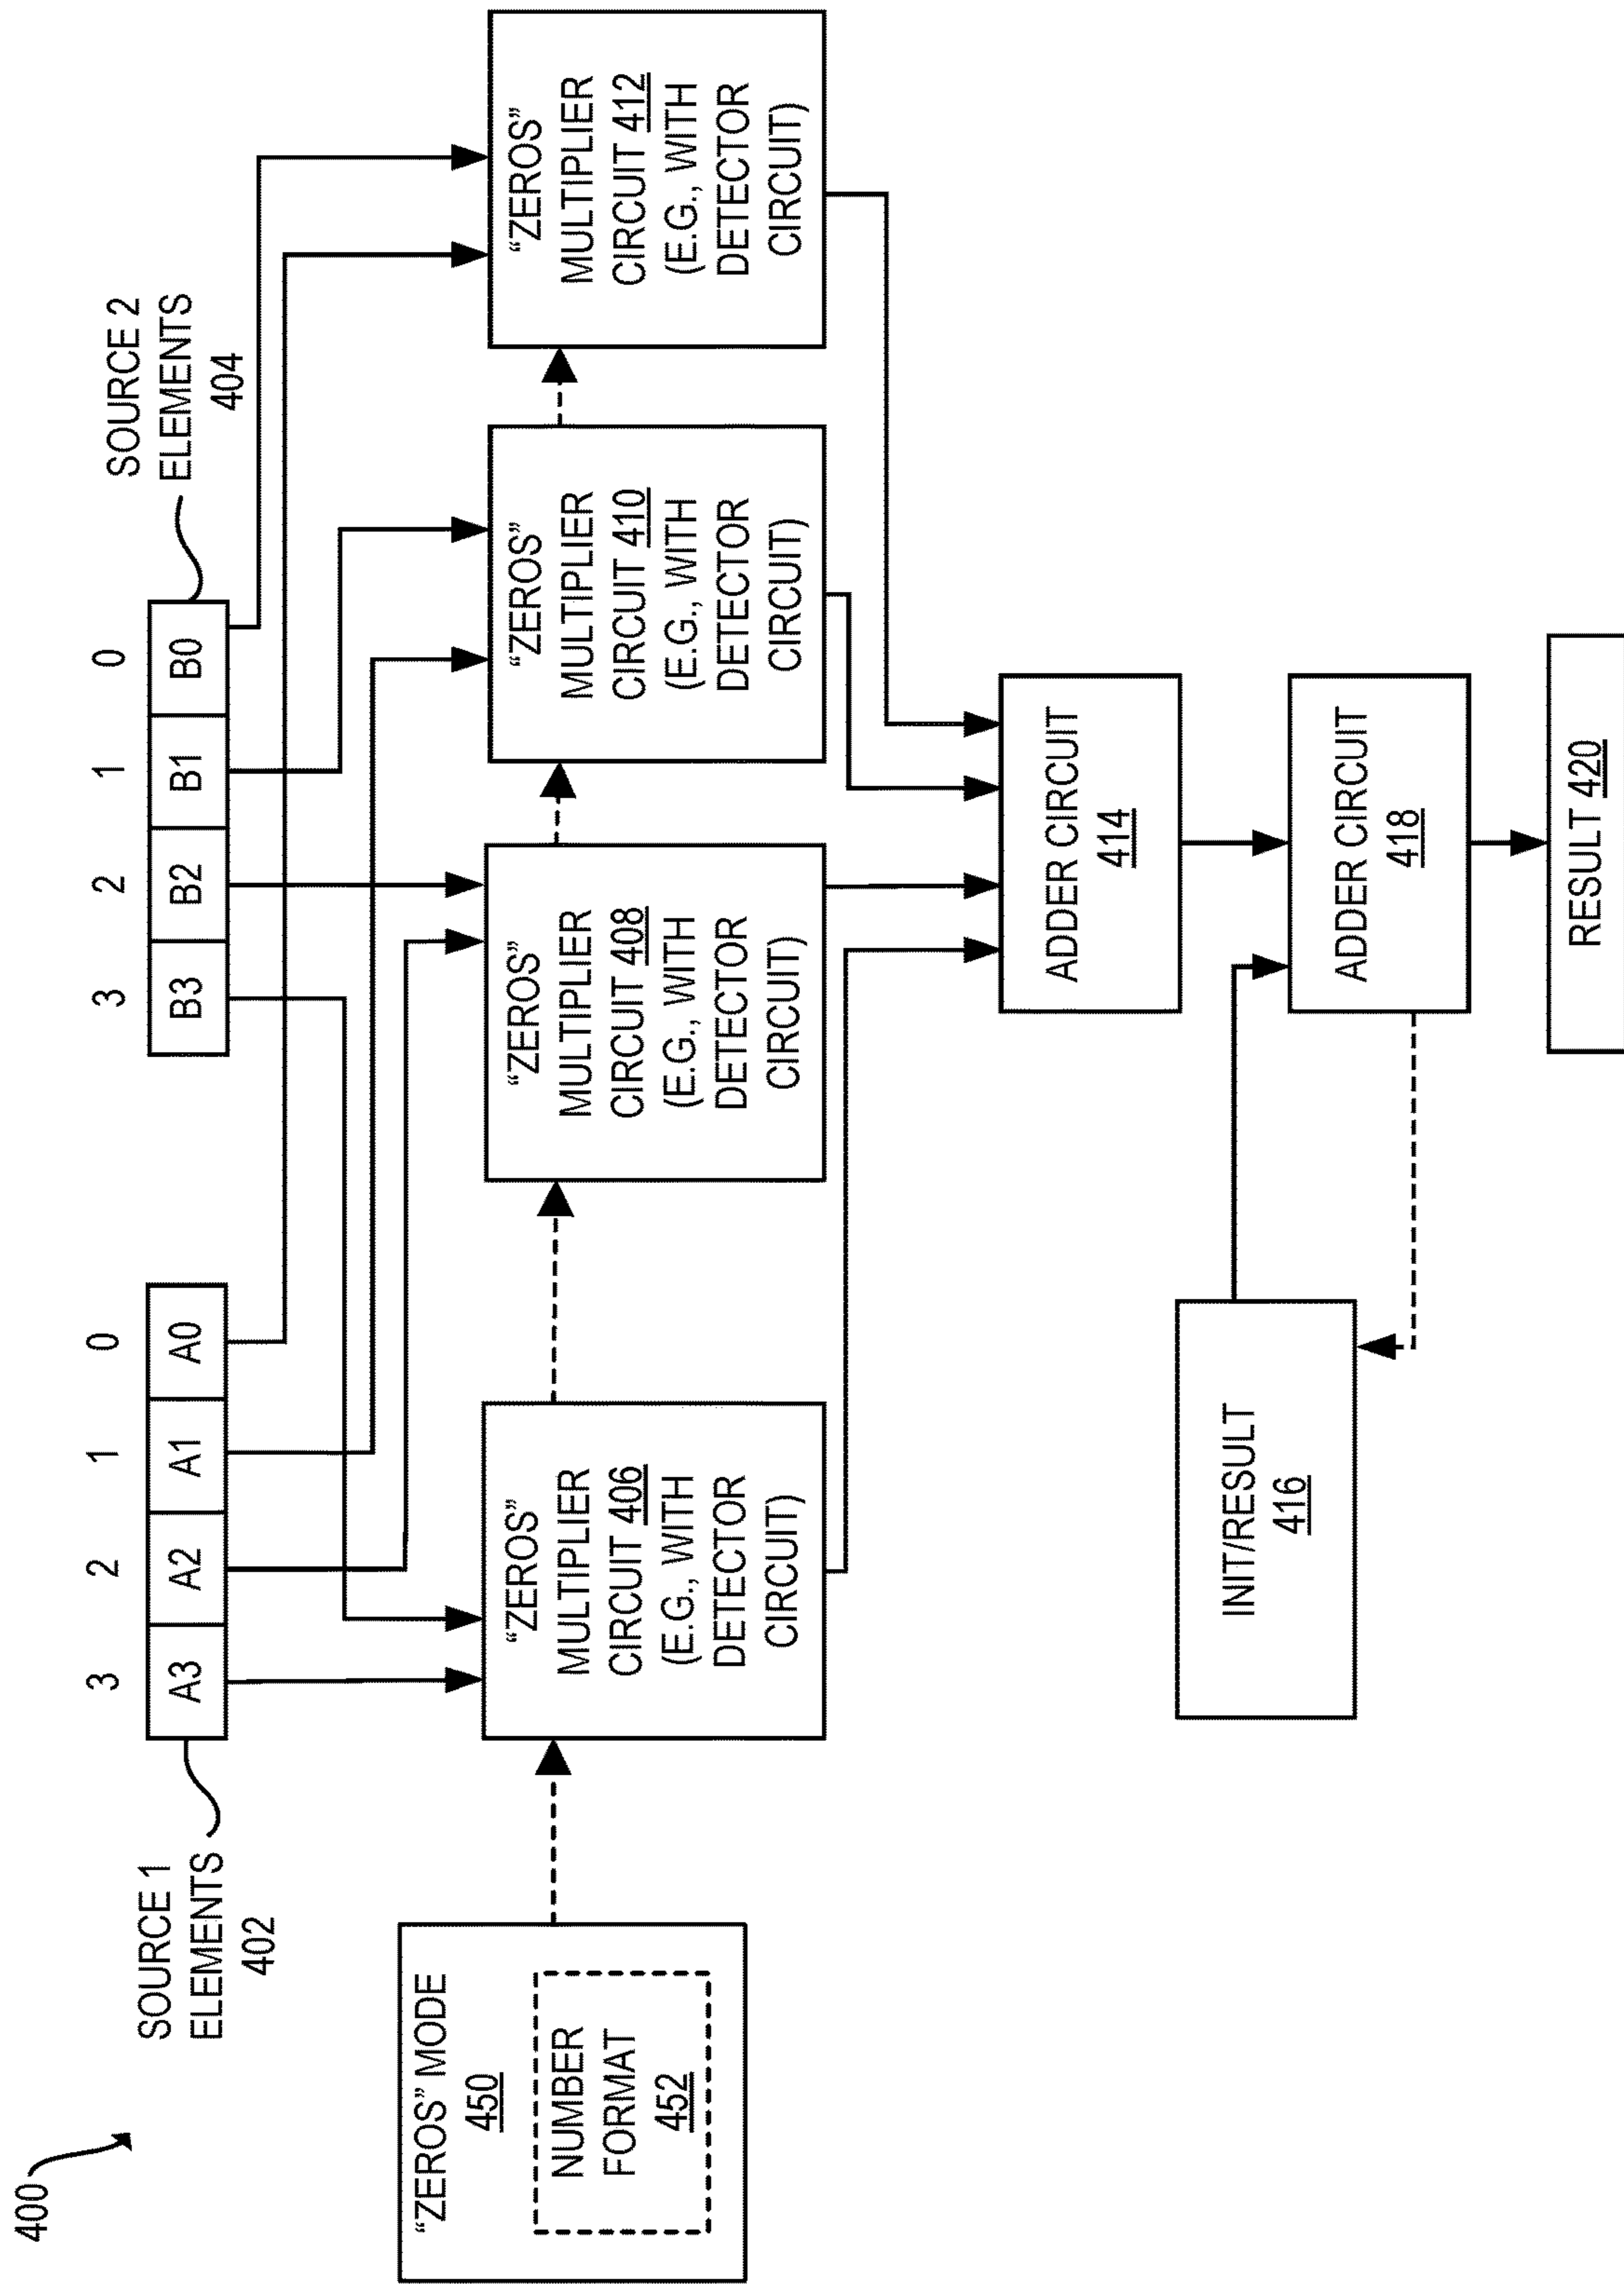 400
SOURCE 1
ELEMENTS
402
3 2 1 0
A3 A2 A1 A0
SOURCE 2
ELEMENTS
404
3 2 1 0
B3 B2 B1 B0
“ZEROS” MODE
450
NUMBER
FORMAT
452
“ZEROS”
MULTIPLIER
CIRCUIT 406
(E.G., WITH
DETECTOR
CIRCUIT)
“ZEROS”
MULTIPLIER
CIRCUIT 408
(E.G., WITH
DETECTOR
CIRCUIT)
“ZEROS”
MULTIPLIER
CIRCUIT 410
(E.G., WITH
DETECTOR
CIRCUIT)
“ZEROS”
MULTIPLIER
CIRCUIT 412
(E.G., WITH
DETECTOR
CIRCUIT)
ADDER CIRCUIT
414
INIT/RESULT
416
ADDER CIRCUIT
418
RESULT 420